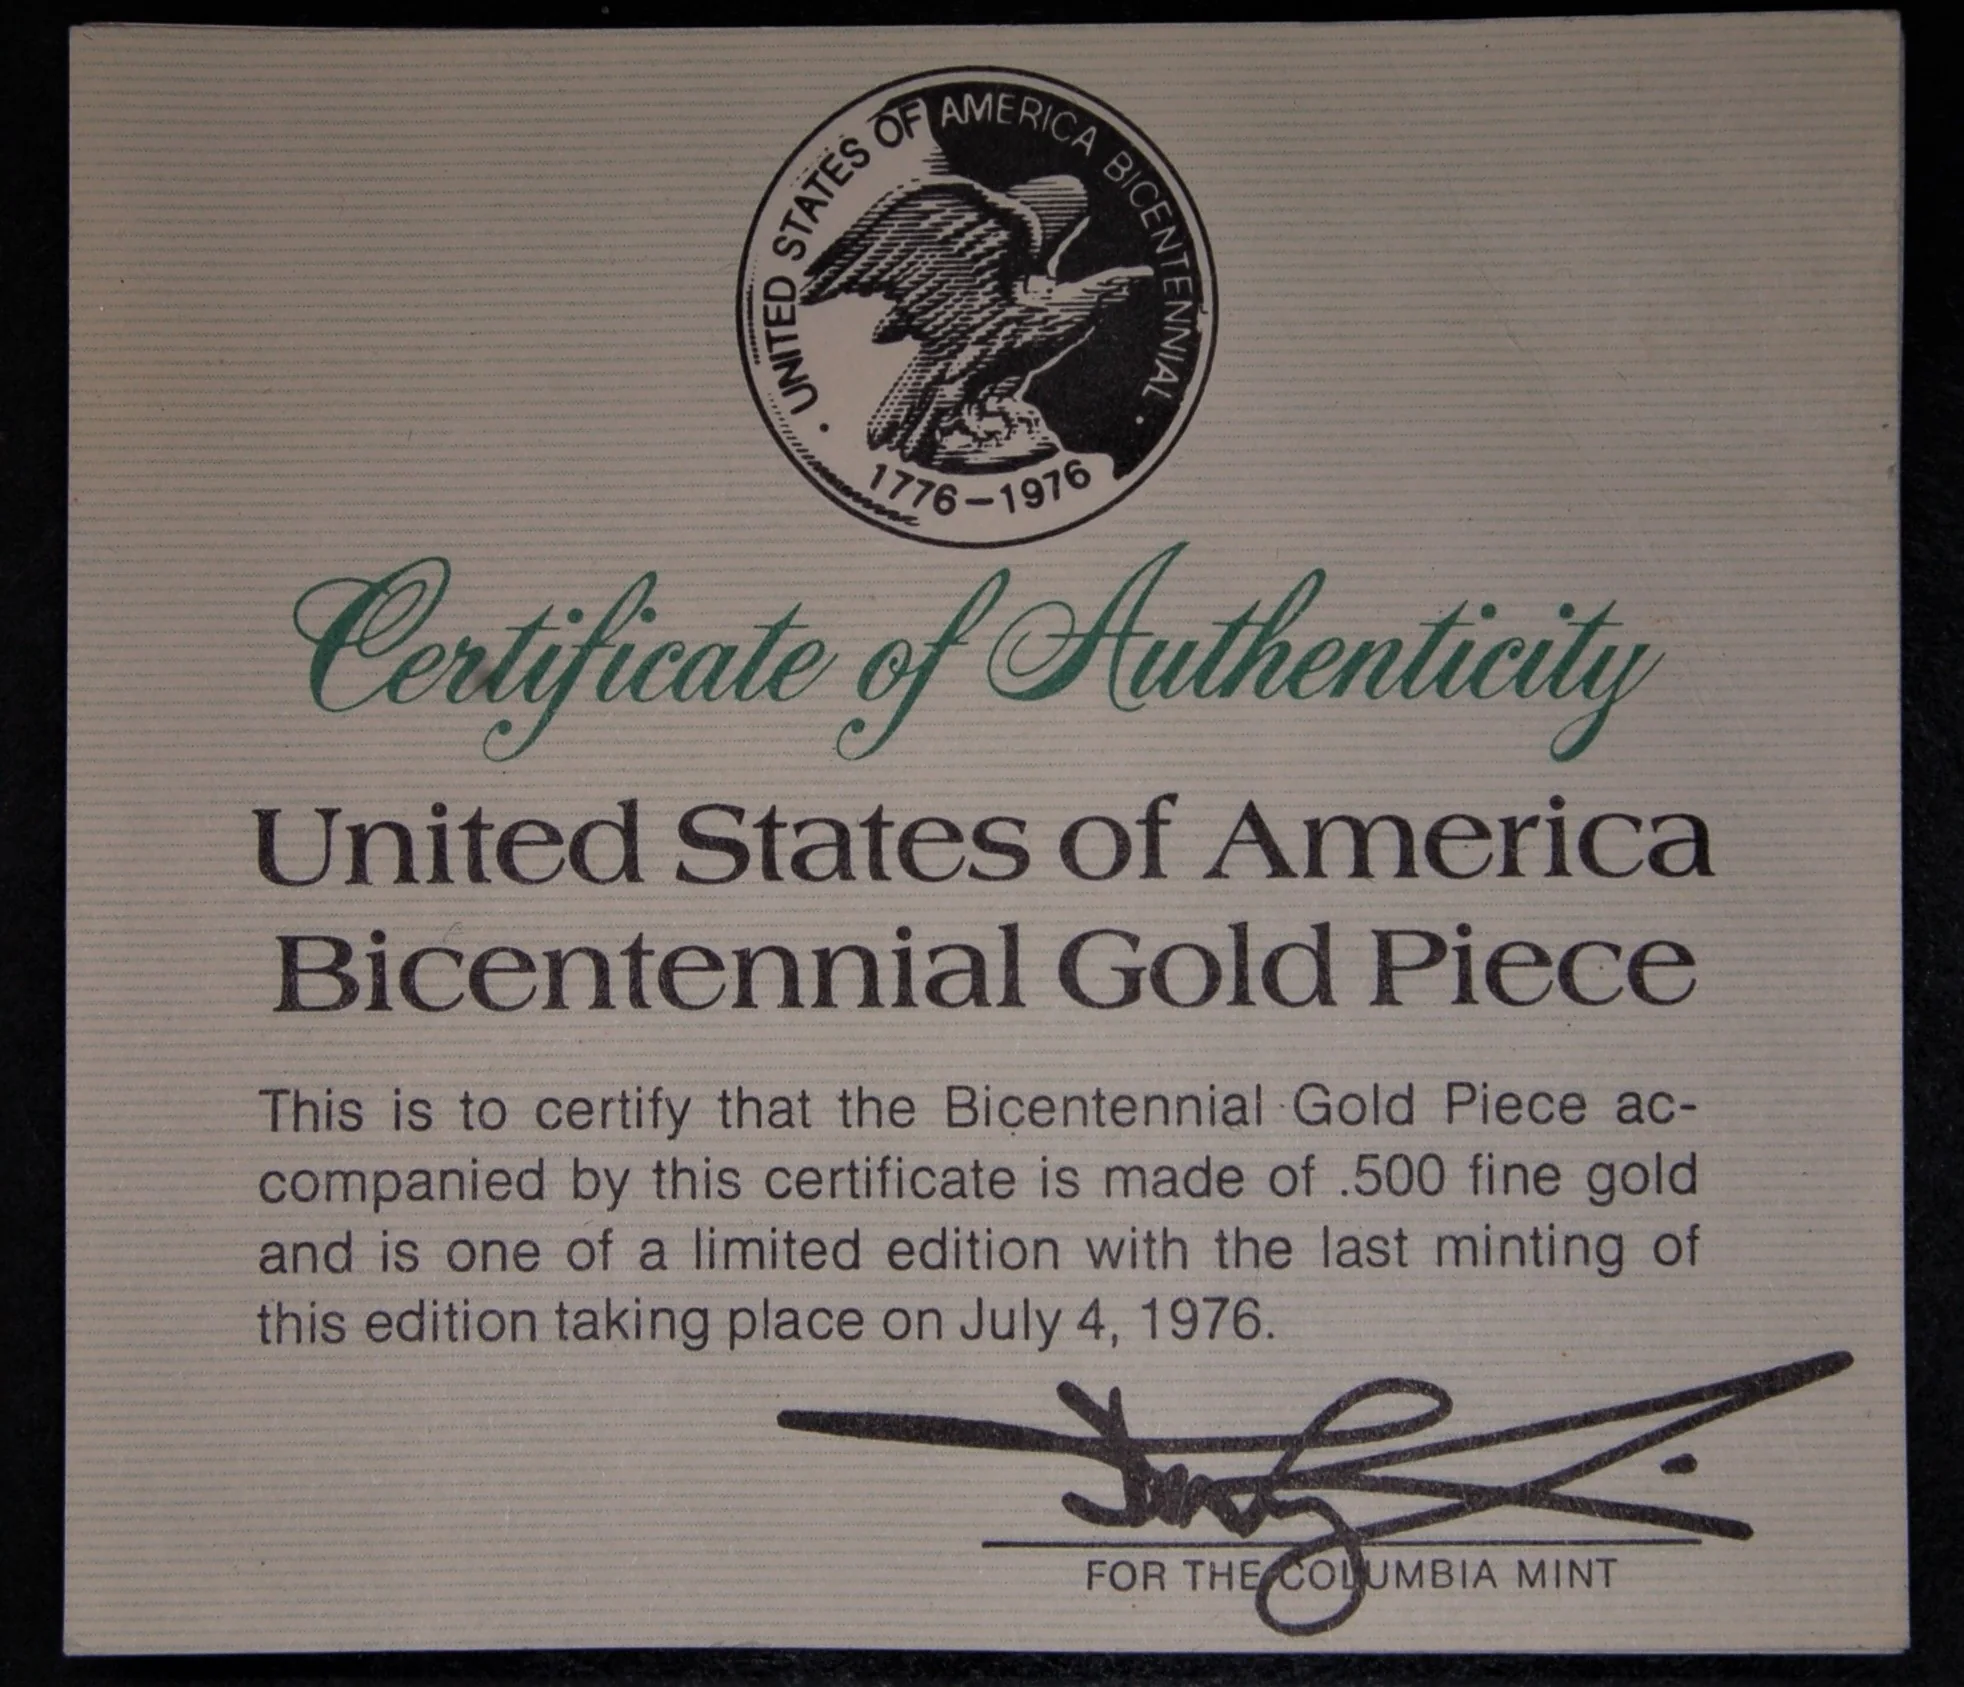 · UNITED STATES OF AMERICA BICENTENNIAL ·
1776–1976
Certificate of Authenticity
United States of America
Bicentennial Gold Piece
This is to certify that the Bicentennial Gold Piece ac-
companied by this certificate is made of .500 fine gold
and is one of a limited edition with the last minting of
this edition taking place on July 4, 1976.
FOR THE COLUMBIA MINT